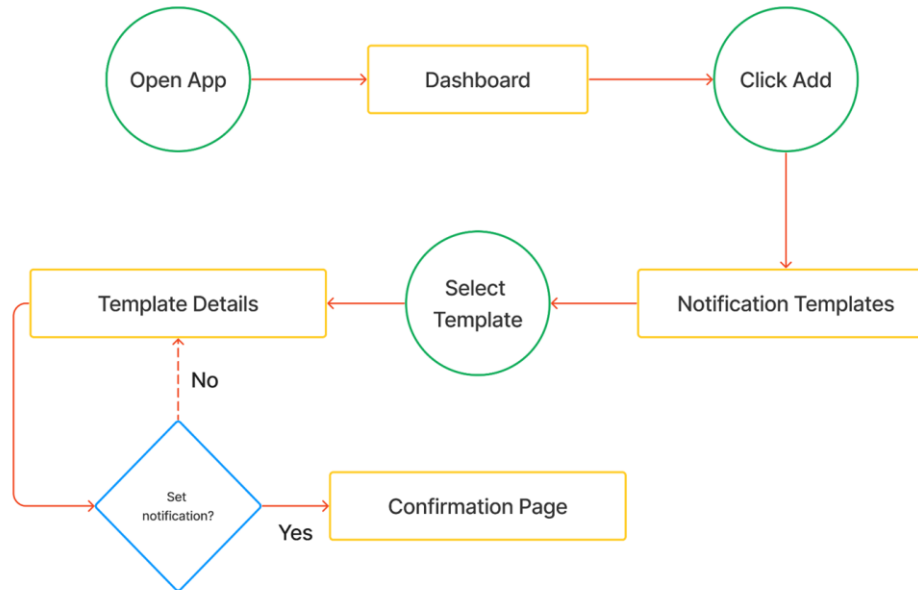 Open App
Dashboard
Click Add
Notification Templates
Select
Template
Template Details
No
Set
notification?
Yes
Confirmation Page